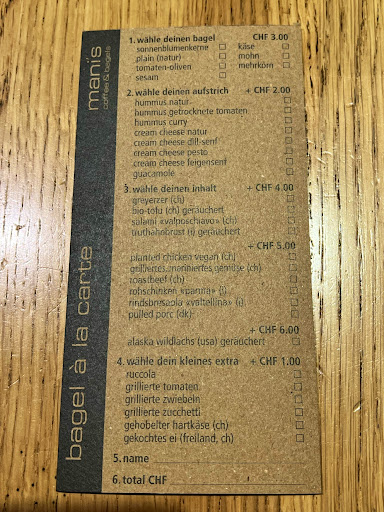 manis
coffee & bagels
bagel à la carte
1. wähle deinen bagel CHF 3.00
sonnenblumenkerne käse
plain (natur) mohn
tomaten-oliven mehrkorn
sesam
2. wähle deinen aufstrich + CHF 2.00
hummus natur
hummus getrocknete tomaten
hummus curry
cream cheese natur
cream cheese dill-senf
cream cheese pesto
cream cheese feigensenf
guacamole
3. wähle deinen inhalt + CHF 4.00
greyerzer (ch)
bio-tofu (ch) geräuchert
salami «valposchiavo» (ch)
truthahnbrust (i) geräuchert
+ CHF 5.00
planted chicken vegan (ch)
grilliertes, mariniertes gemüse (ch)
roastbeef (ch)
rohschinken «parma» (i)
rindsbresaola «valtellina» (i)
pulled porc (dk)
+ CHF 6.00
alaska wildlachs (usa) geräuchert
4. wähle dein kleines extra + CHF 1.00
ruccola
grillierte tomaten
grillierte zwiebeln
grillierte zucchetti
gehobelter hartkäse (ch)
gekochtes ei (freiland, ch)
5. name
6. total CHF